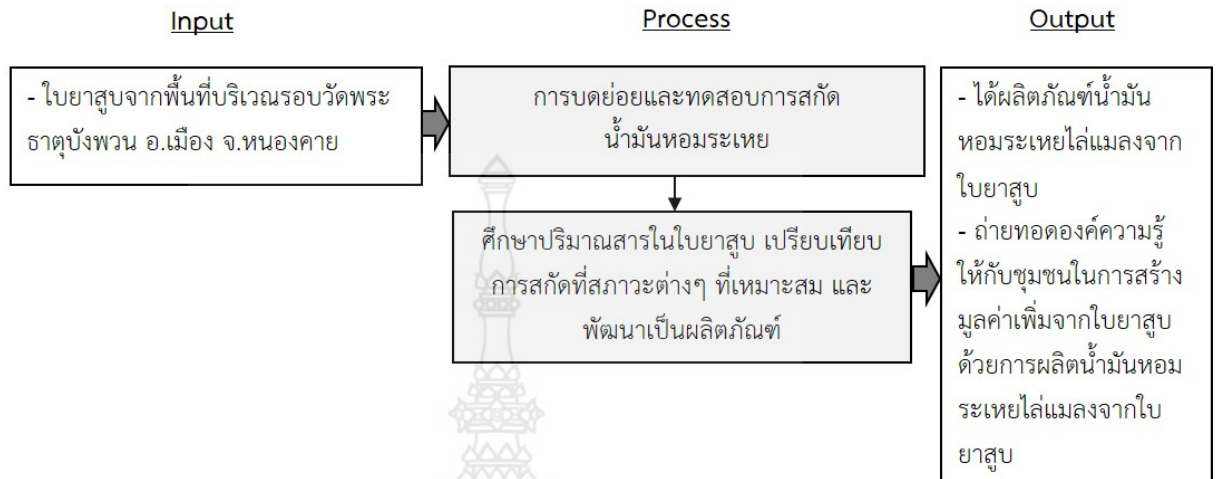 Input
Process
Output
- ใบยาสูบจากพื้นที่บริเวณรอบวัดพระ
ธาตุบังพวน อ.เมือง จ.หนองคาย
การบดย่อยและทดสอบการสกัด
น้ำมันหอมระเหย
ศึกษาปริมาณสารในใบยาสูบ เปรียบเทียบ
การสกัดที่สภาวะต่างๆ ที่เหมาะสม และ
พัฒนาเป็นผลิตภัณฑ์
- ได้ผลิตภัณฑ์น้ำมัน
หอมระเหยไล่แมลงจาก
ใบยาสูบ
- ถ่ายทอดองค์ความรู้
ให้กับชุมชนในการสร้าง
มูลค่าเพิ่มจากใบยาสูบ
ด้วยการผลิตน้ำมันหอม
ระเหยไล่แมลงจากใบ
ยาสูบ